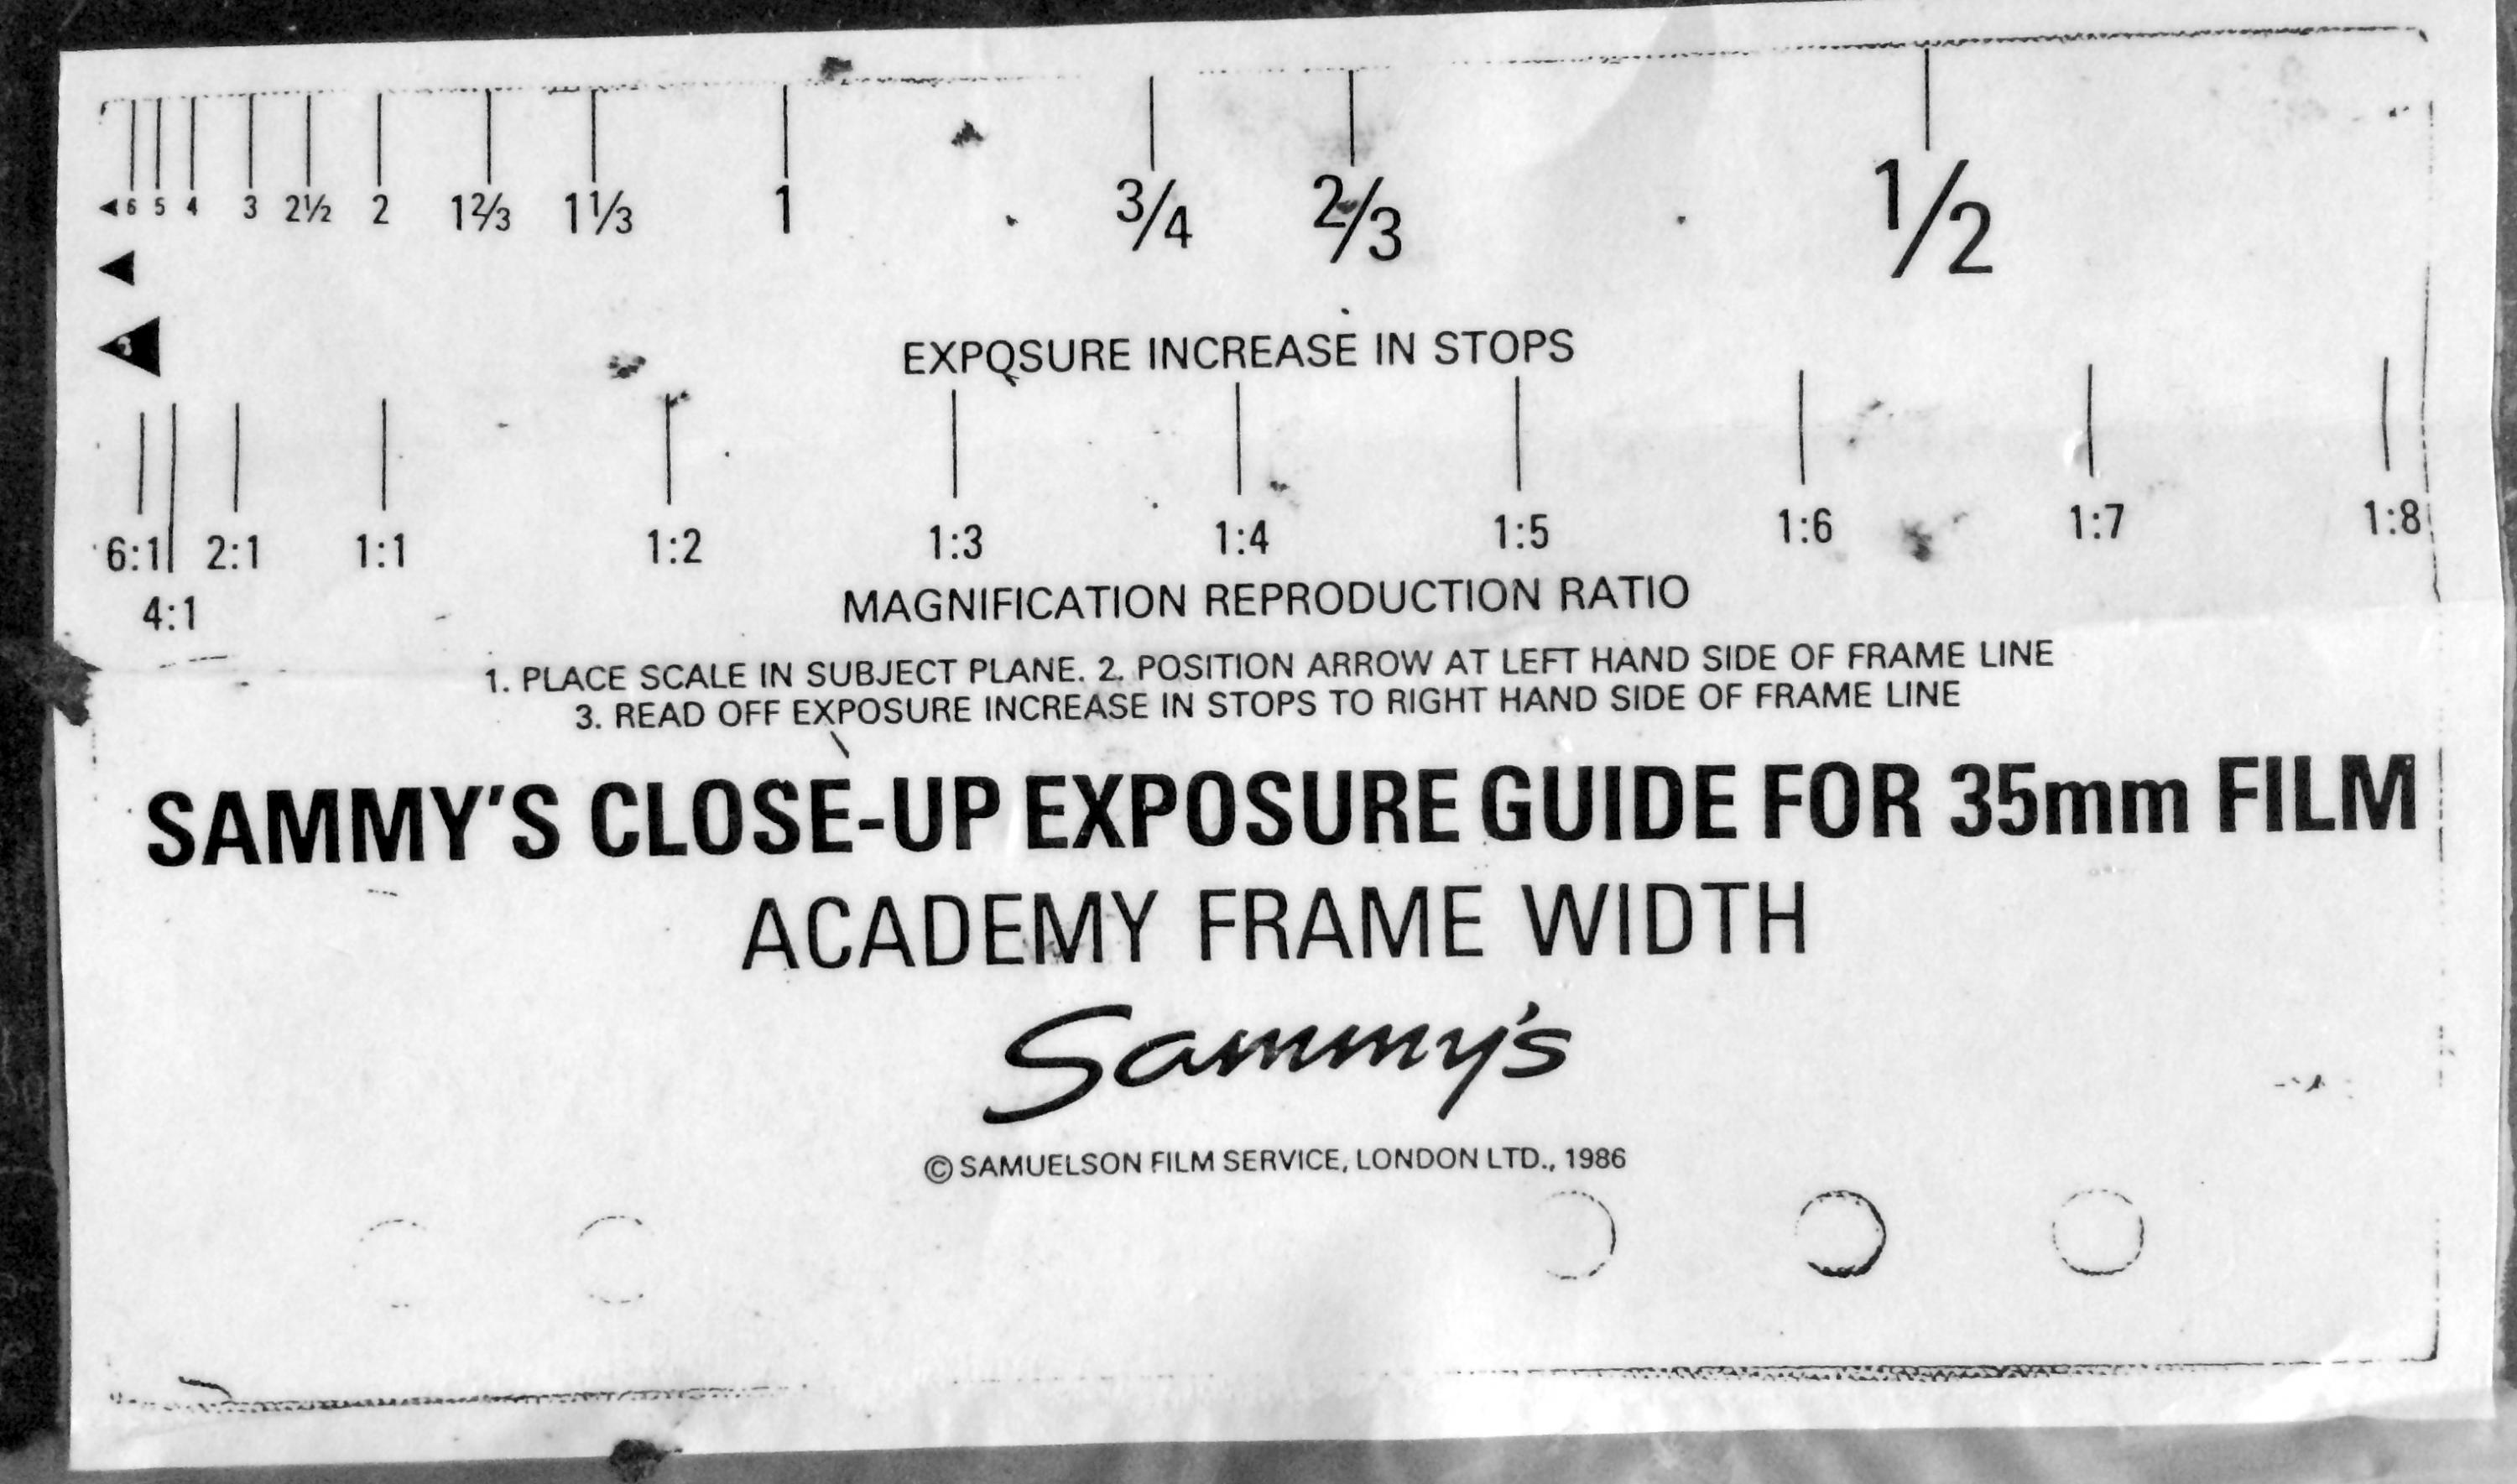 ◄ 6 5 4 3 2½ 2 1⅔ 1⅓ 1 3/4 2/3 1/2
EXPOSURE INCREASE IN STOPS
6:1 2:1 1:1 1:2 1:3 1:4 1:5 1:6 1:7 1:8
4:1
MAGNIFICATION REPRODUCTION RATIO
1. PLACE SCALE IN SUBJECT PLANE. 2. POSITION ARROW AT LEFT HAND SIDE OF FRAME LINE
3. READ OFF EXPOSURE INCREASE IN STOPS TO RIGHT HAND SIDE OF FRAME LINE
SAMMY'S CLOSE-UP EXPOSURE GUIDE FOR 35mm FILM
ACADEMY FRAME WIDTH
Sammy's
© SAMUELSON FILM SERVICE, LONDON LTD., 1986